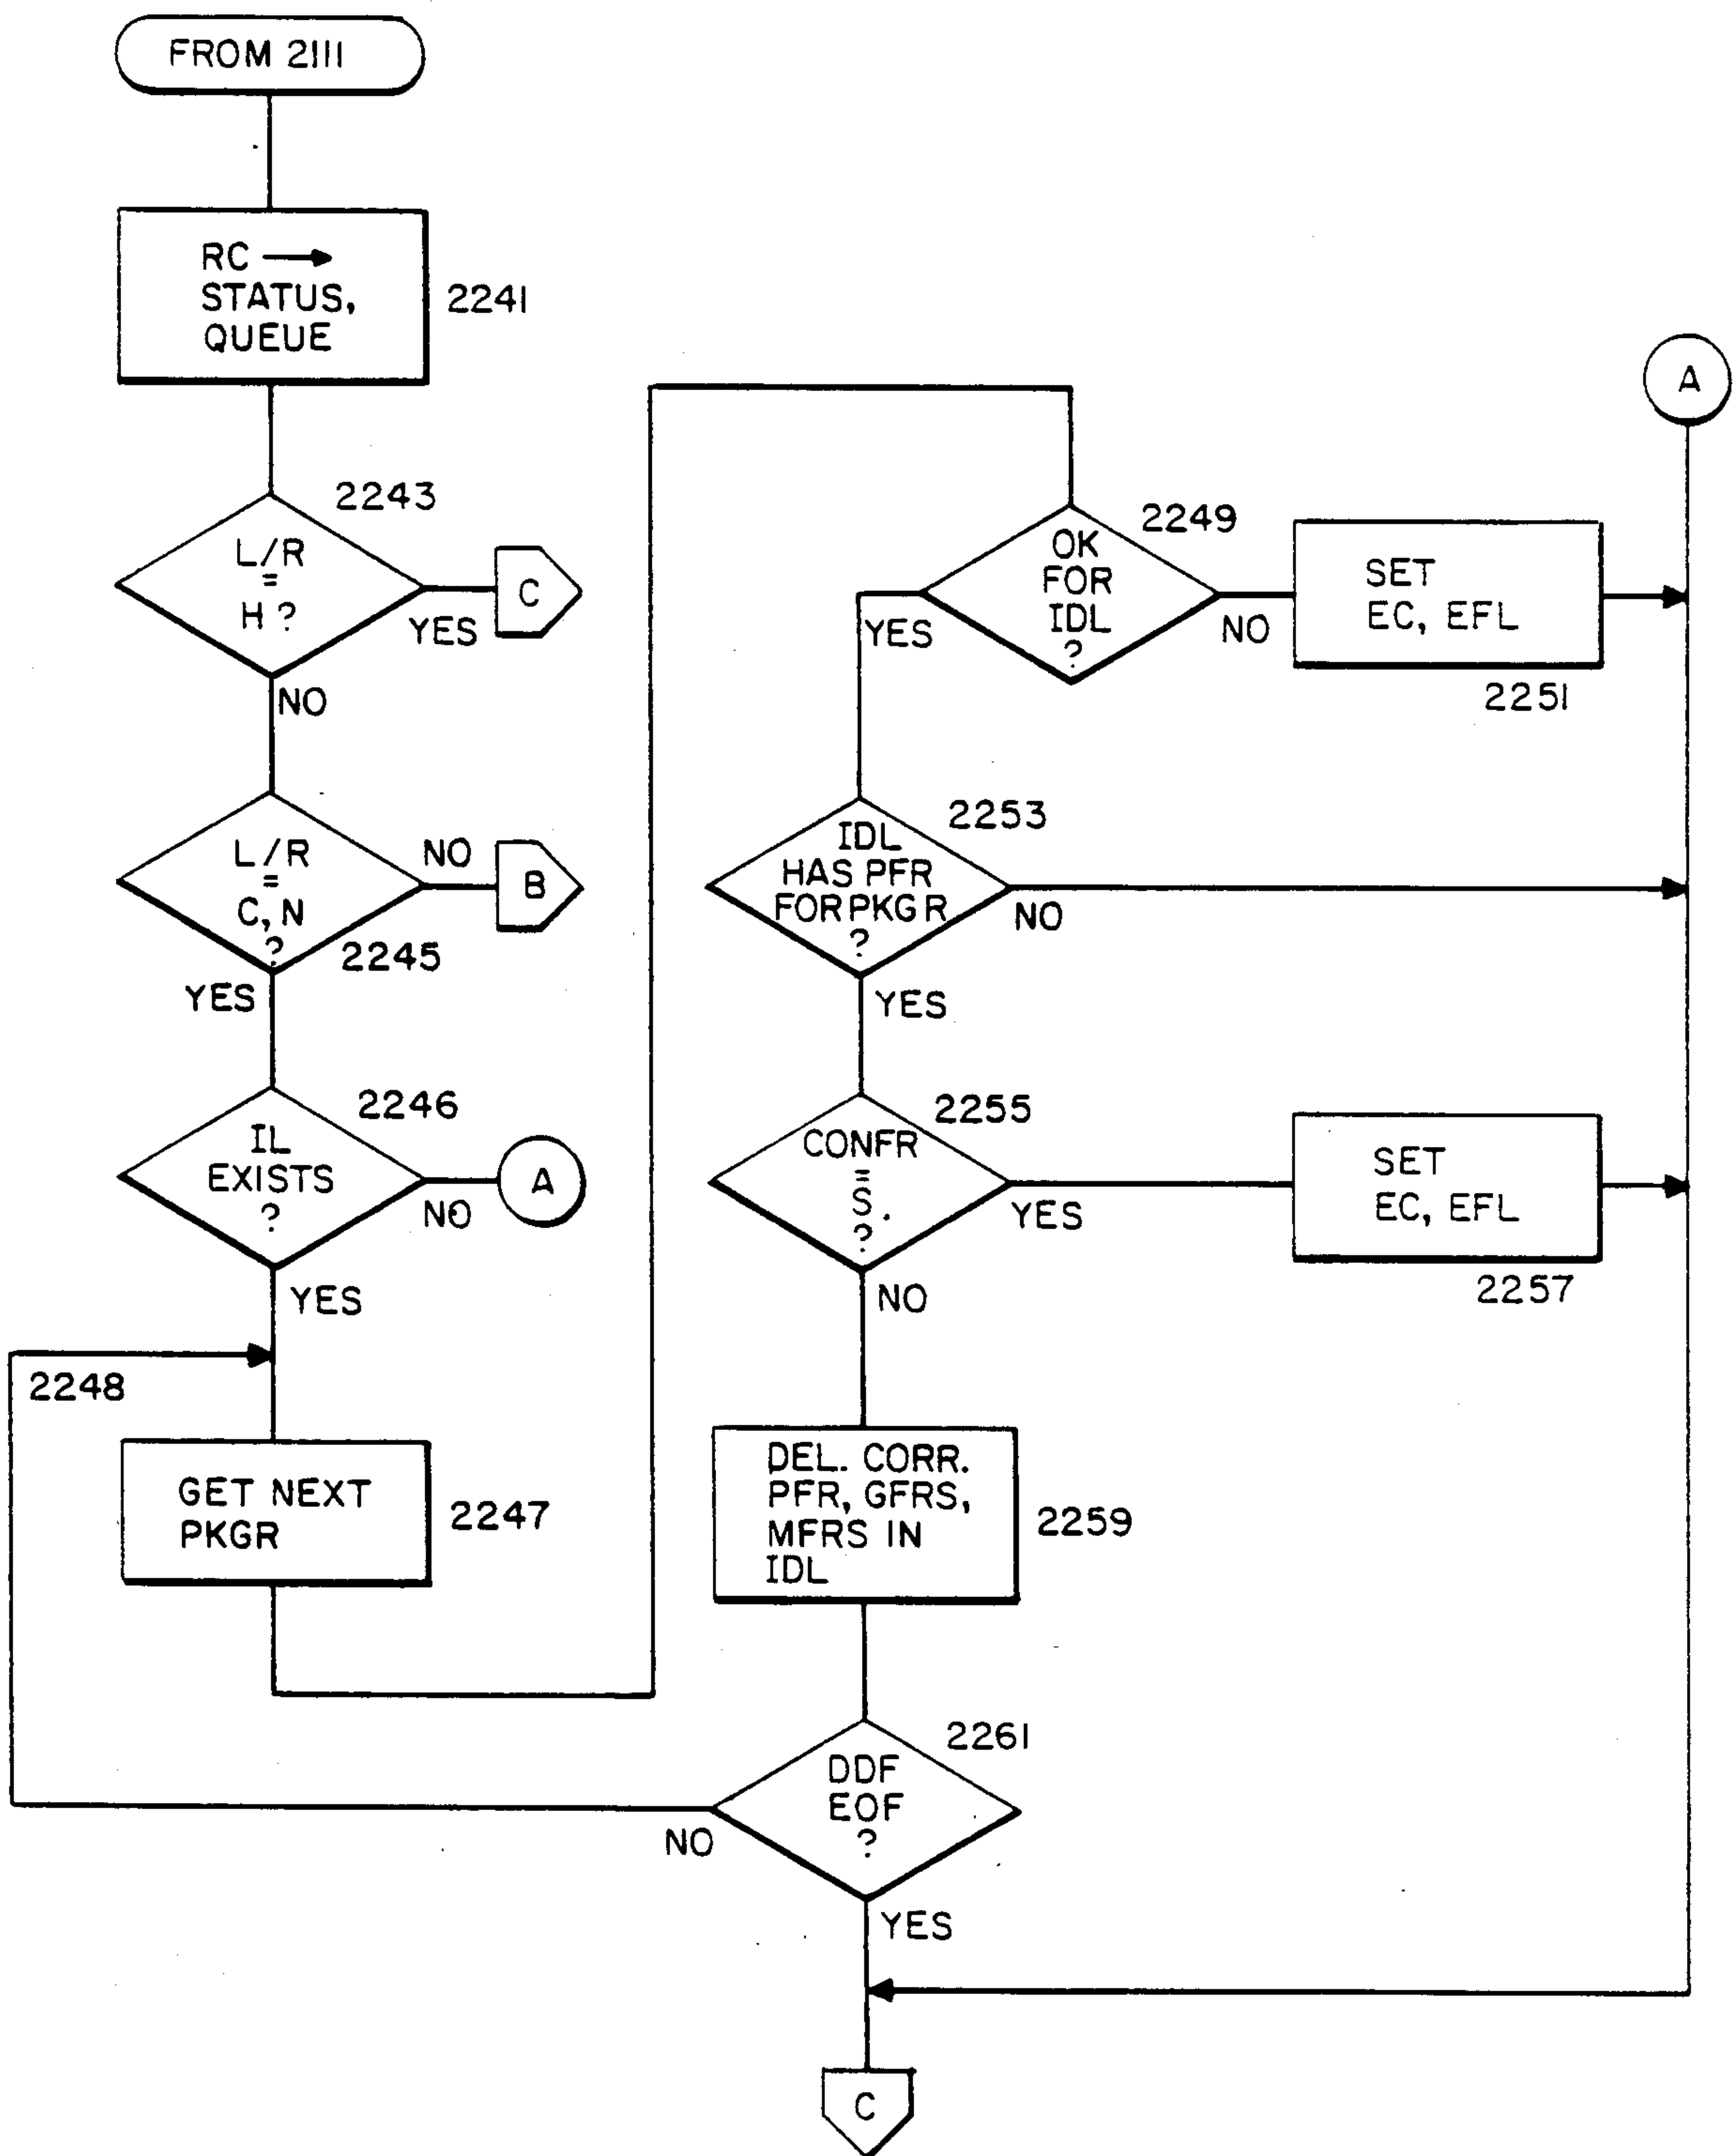 FROM 2111
RC →
STATUS,
QUEUE
2241
2243
L/R
=
H ?
YES
C
NO
L/R
=
C, N
?
2245
NO
B
YES
2246
IL
EXISTS
?
NO
A
YES
2248
GET NEXT
PKGR
2247
A
2249
OK
FOR
IDL
?
YES
NO
SET
EC, EFL
2251
2253
IDL
HAS PFR
FOR PKGR
?
NO
YES
2255
CONFR
=
S.
?
YES
SET
EC, EFL
2257
NO
DEL. CORR.
PFR, GFRS,
MFRS IN
IDL
2259
2261
DDF
EOF
?
NO
YES
C